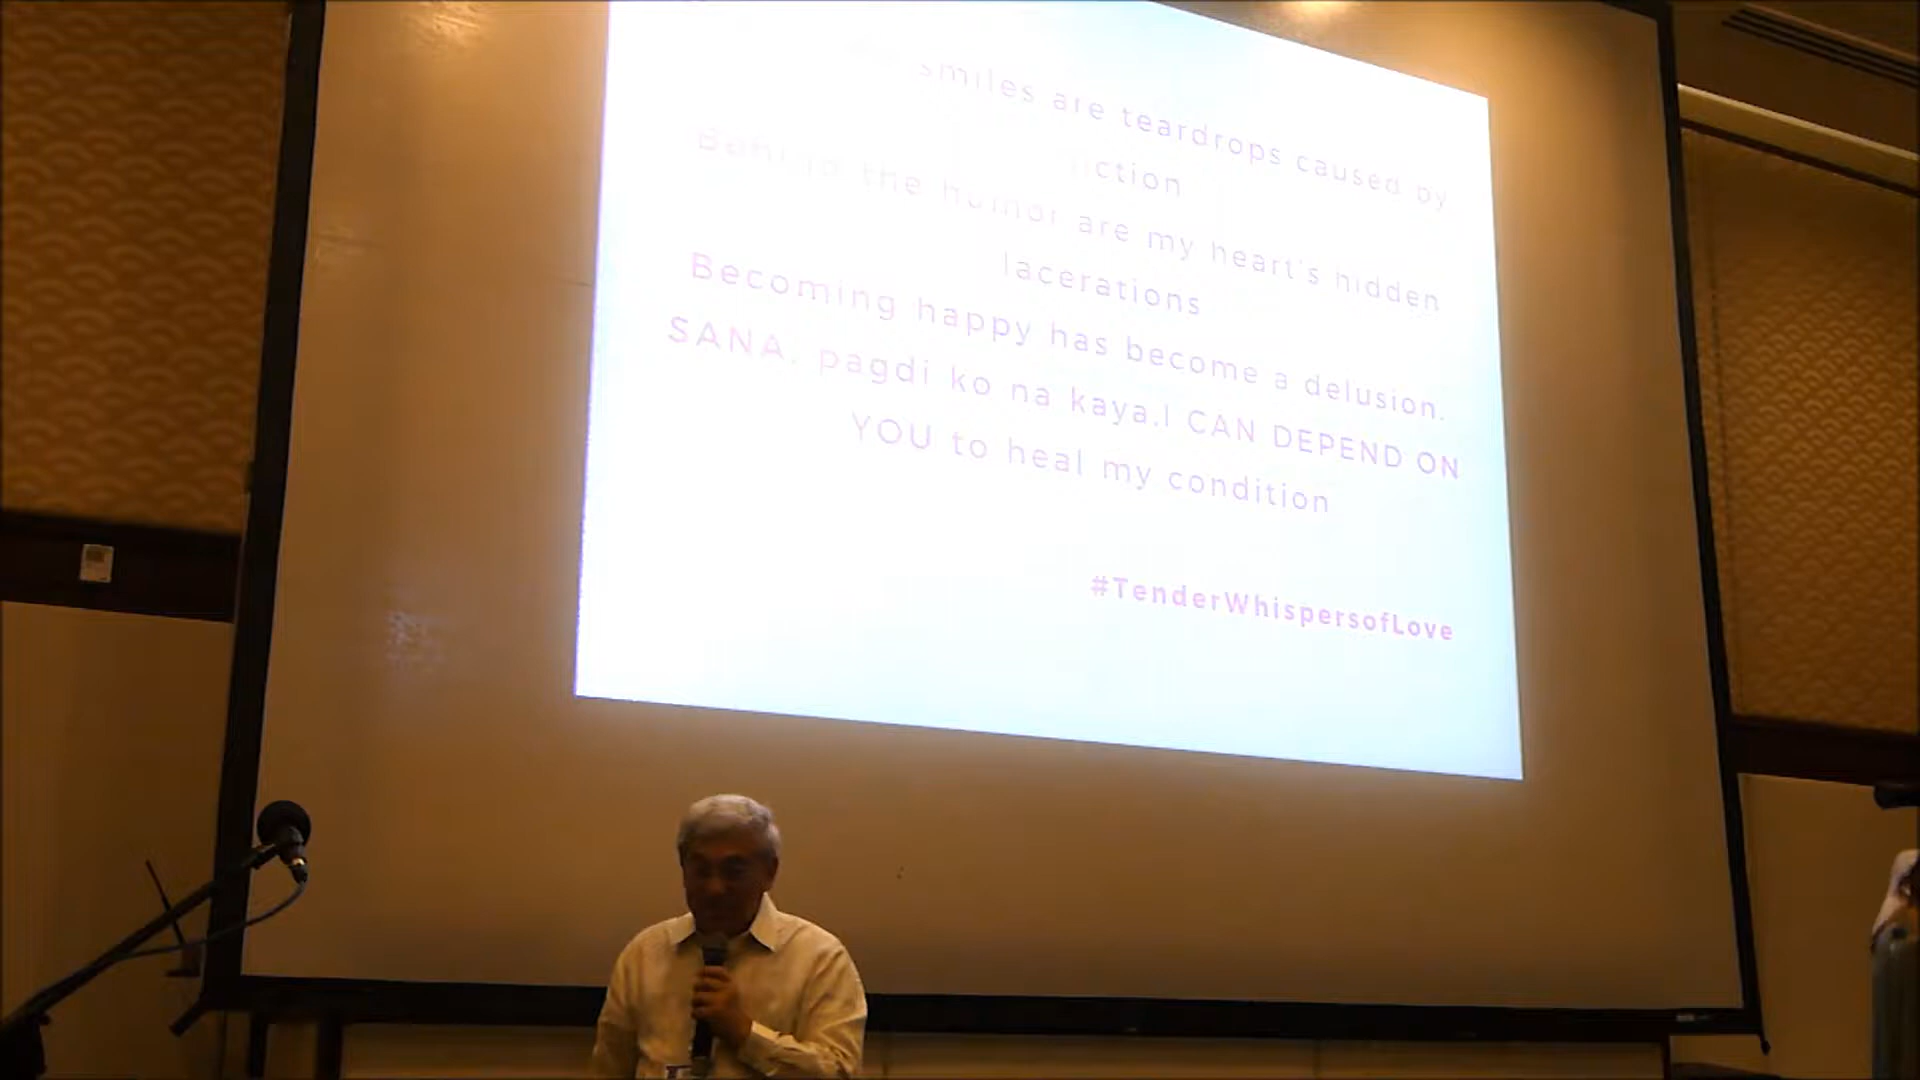 smiles are teardrops caused by
Behind the humor are my heart's hidden
lacerations
Becoming happy has become a delusion.
SANA. pagdi ko na kaya,I CAN DEPEND ON
YOU to heal my condition
#TenderWhispersofLove